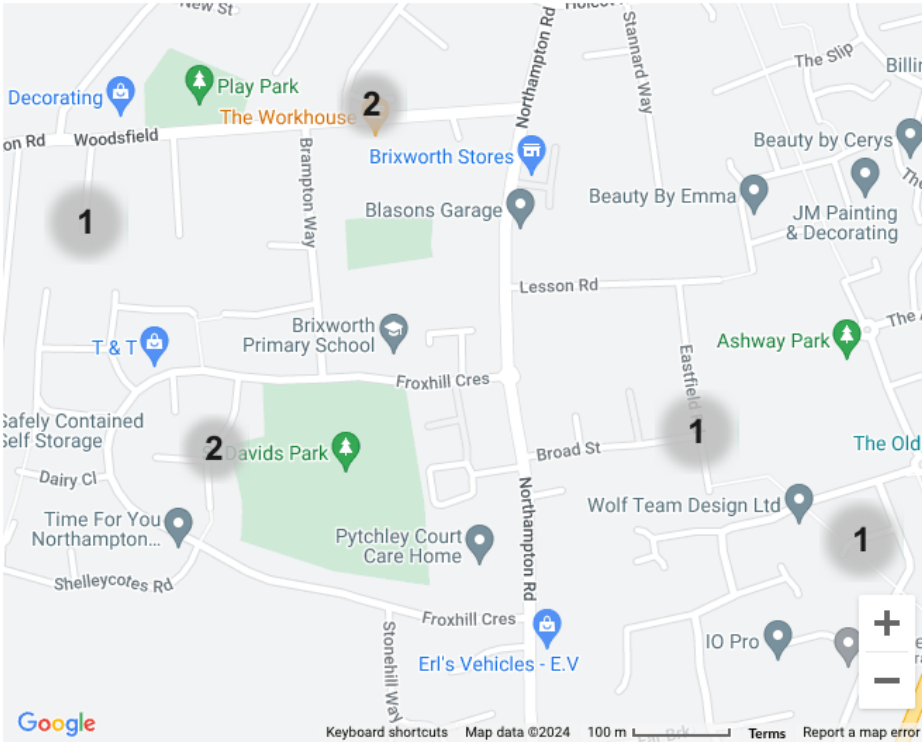 New St
Stannard Way
The Slip
Decorating
Play Park
2
The Workhouse
Northampton Rd
on Rd
Woodsfield
Brixworth Stores
Beauty by Cerys
Brampton Way
Beauty By Emma
Blasons Garage
JM Painting
& Decorating
1
Lesson Rd
Brixworth
Primary School
T & T
Ashway Park
Froxhill Cres
Safely Contained
Self Storage
2
Davids Park
1
Broad St
The Old
Dairy Cl
Wolf Team Design Ltd
Time For You
Northampton...
Pytchley Court
Care Home
Northampton Rd
1
Shelleycotes Rd
Froxhill Cres
Stonehill Way
IO Pro
Erl's Vehicles - E.V
+
−
Google
Keyboard shortcuts Map data ©2024 100 m Terms Report a map error